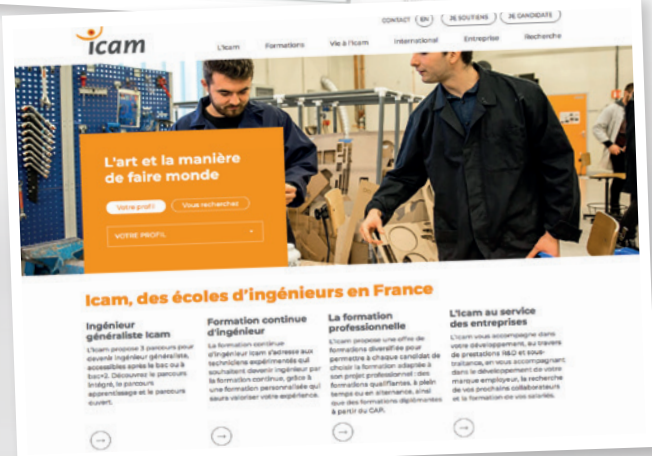 CONTACT EN JE SOUTIENS JE CANDIDATE
icam
L'Icam Formations Vie à l'Icam International Entreprise Recherche
L'art et la manière
de faire monde
Votre profil Vous recherchez
VOTRE PROFIL
Icam, des écoles d'ingénieurs en France
Ingénieur
généraliste Icam
L'Icam propose 3 parcours pour
devenir ingénieur généraliste,
accessibles après le bac ou à
bac+2. Découvrez le parcours
intégré, le parcours
apprentissage et le parcours
ouvert.
Formation continue
d'ingénieur
La formation continue
d'ingénieur Icam s'adresse aux
techniciens expérimentés qui
souhaitent devenir ingénieur par
la formation continue, grâce à
une formation personnalisée qui
saura valoriser votre expérience.
La formation
professionnelle
L'Icam propose une offre de
formations diversifiée pour
permettre à chaque candidat de
choisir la formation adaptée à
son projet professionnel : des
formations qualifiantes, à plein
temps ou en alternance, ainsi
que des formations diplômantes
à partir du CAP.
L'Icam au service
des entreprises
L'Icam vous accompagne dans
votre développement, au travers
de prestations R&D et sous-
traitance, en vous accompagnant
dans le développement de votre
marque employeur, la recherche
de vos prochains collaborateurs
et la formation de vos salariés.